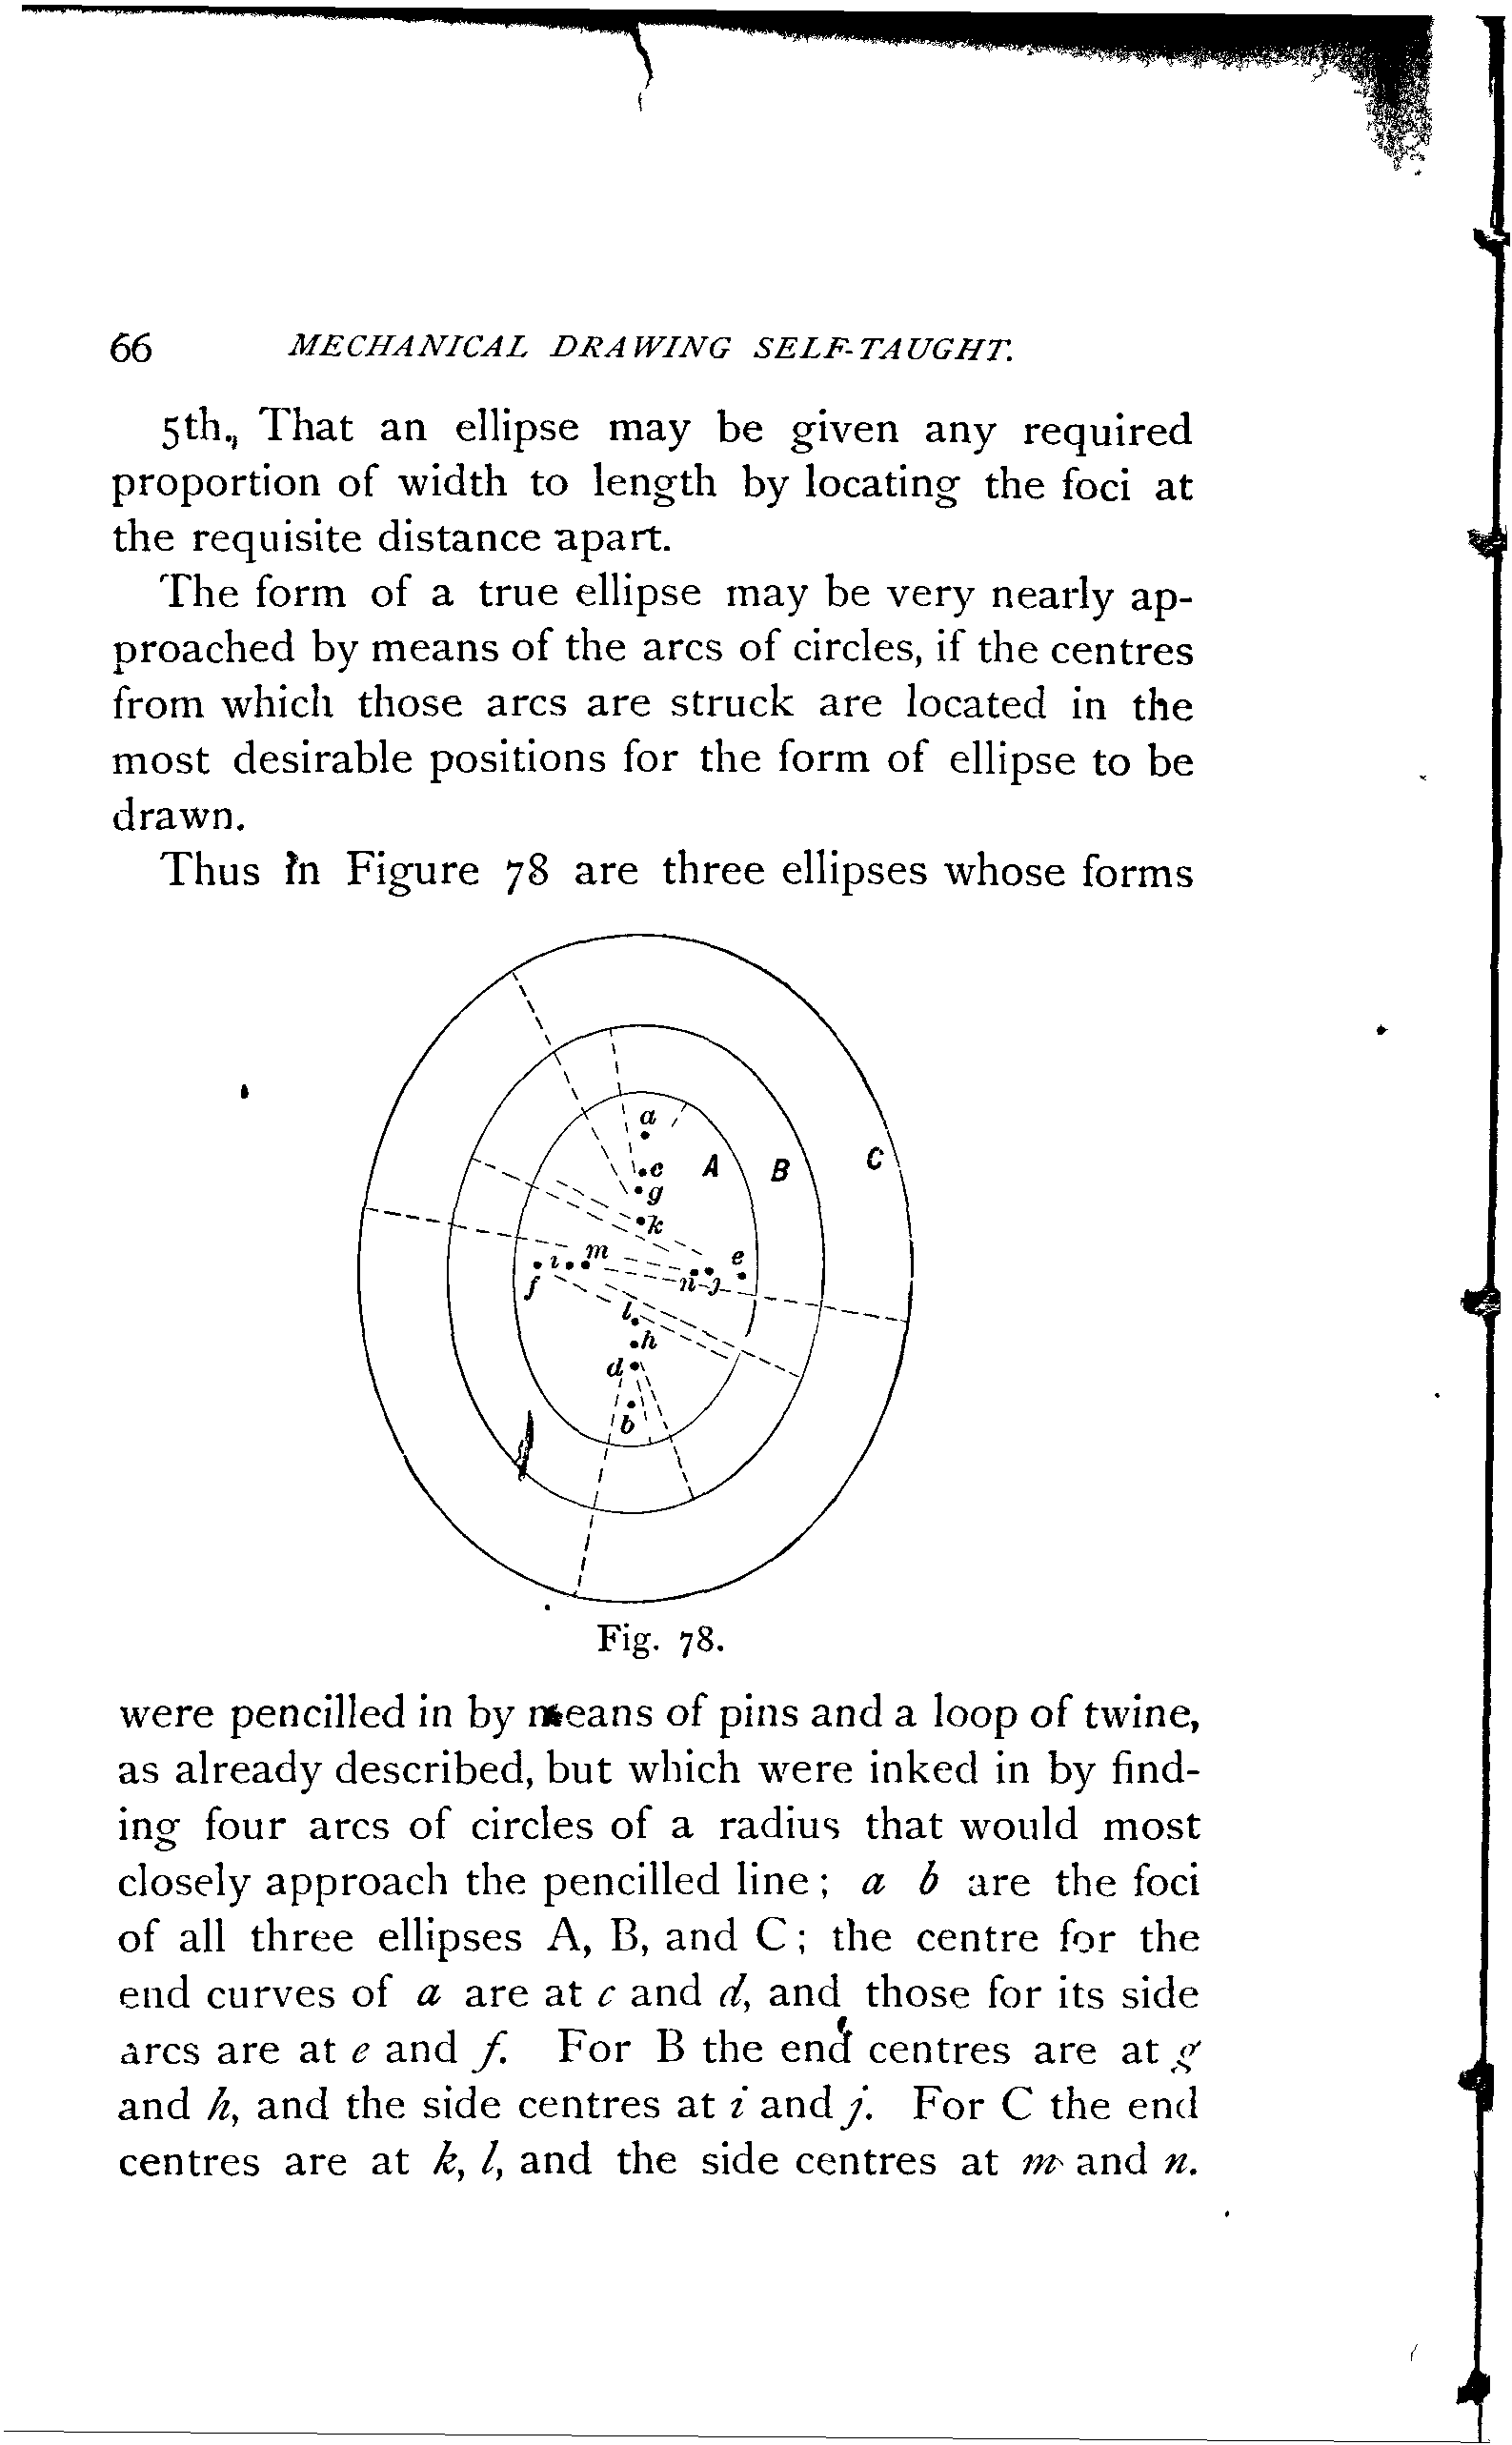 66 MECHANICAL DRAWING SELF-TAUGHT.
5th., That an ellipse may be given any required
proportion of width to length by locating the foci at
the requisite distance apart.
The form of a true ellipse may be very nearly ap-
proached by means of the arcs of circles, if the centres
from which those arcs are struck are located in the
most desirable positions for the form of ellipse to be
drawn.
Thus in Figure 78 are three ellipses whose forms
a
c A B C
g
k
f i m e
n j
l
h
d
b
Fig. 78.
were pencilled in by means of pins and a loop of twine,
as already described, but which were inked in by find-
ing four arcs of circles of a radius that would most
closely approach the pencilled line; a b are the foci
of all three ellipses A, B, and C; the centre for the
end curves of a are at c and d, and those for its side
arcs are at e and f. For B the end centres are at g
and h, and the side centres at i and j. For C the end
centres are at k, l, and the side centres at m and n.